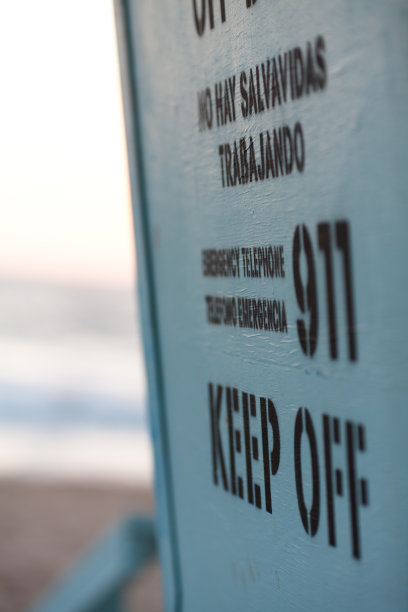 NO HAY SALVAVIDAS
TRABAJANDO
EMERGENCY TELEPHONE 911
TELEFONO EMERGENCIA
KEEP OFF